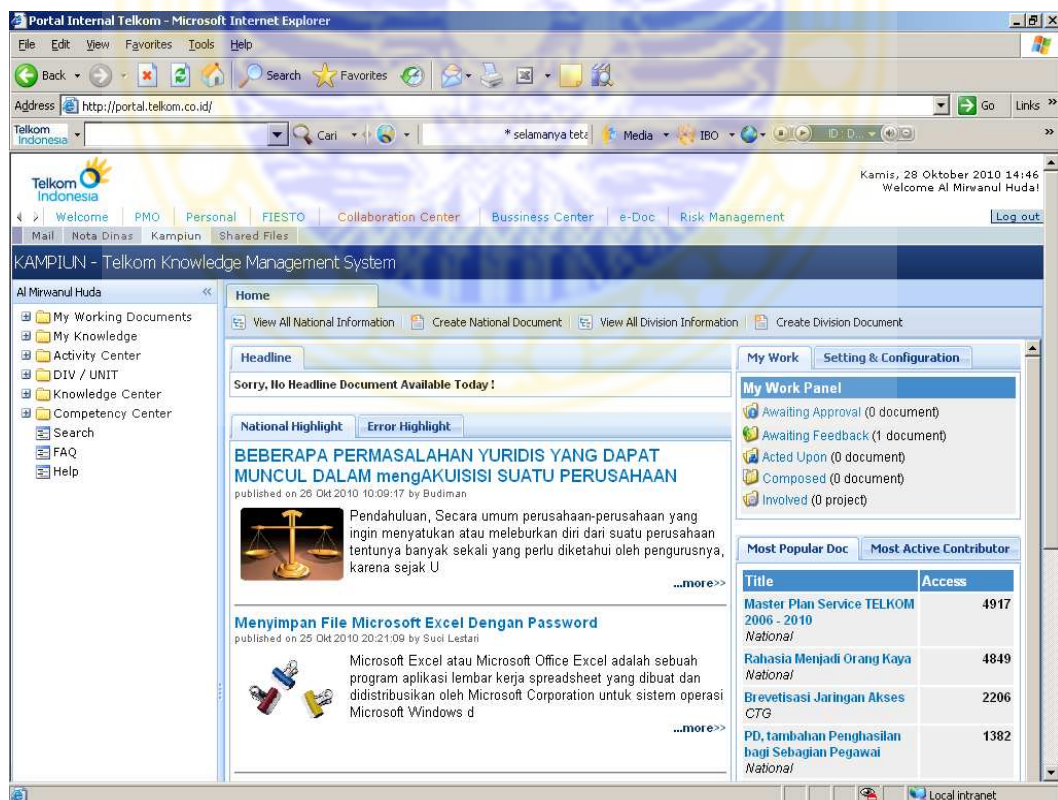 Portal Internal Telkom - Microsoft Internet Explorer
File Edit View Favorites Tools Help
Back Search Favorites
Address http://portal.telkom.co.id/ Go Links »
Telkom Indonesia Cari * selamanya teta Media IBO »
Telkom Indonesia
Kamis, 28 Oktober 2010 14:46
Welcome Al Mirwanul Huda!
Welcome PMO Personal FIESTO Collaboration Center Bussiness Center e-Doc Risk Management Log out
Mail Nota Dinas Kampiun Shared Files
KAMPIUN - Telkom Knowledge Management System
Al Mirwanul Huda «
My Working Documents
My Knowledge
Activity Center
DIV / UNIT
Knowledge Center
Competency Center
Search
FAQ
Help
Home
View All National Information Create National Document View All Division Information Create Division Document
Headline
Sorry, No Headline Document Available Today !
National Highlight Error Highlight
BEBERAPA PERMASALAHAN YURIDIS YANG DAPAT
MUNCUL DALAM mengAKUISISI SUATU PERUSAHAAN
published on 26 Okt 2010 10:09:17 by Budiman
Pendahuluan, Secara umum perusahaan-perusahaan yang
ingin menyatukan atau meleburkan diri dari suatu perusahaan
tentunya banyak sekali yang perlu diketahui oleh pengurusnya,
karena sejak U
...more>>
Menyimpan File Microsoft Excel Dengan Password
published on 25 Okt 2010 20:21:09 by Suci Lestari
Microsoft Excel atau Microsoft Office Excel adalah sebuah
program aplikasi lembar kerja spreadsheet yang dibuat dan
didistribusikan oleh Microsoft Corporation untuk sistem operasi
Microsoft Windows d
...more>>
My Work Setting & Configuration
My Work Panel
Awaiting Approval (0 document)
Awaiting Feedback (1 document)
Acted Upon (0 document)
Composed (0 document)
Involved (0 project)
Most Popular Doc Most Active Contributor
Title Access
Master Plan Service TELKOM 4917
2006 - 2010
National
Rahasia Menjadi Orang Kaya 4849
National
Brevetisasi Jaringan Akses 2206
CTG
PD, tambahan Penghasilan 1382
bagi Sebagian Pegawai
National
Local intranet